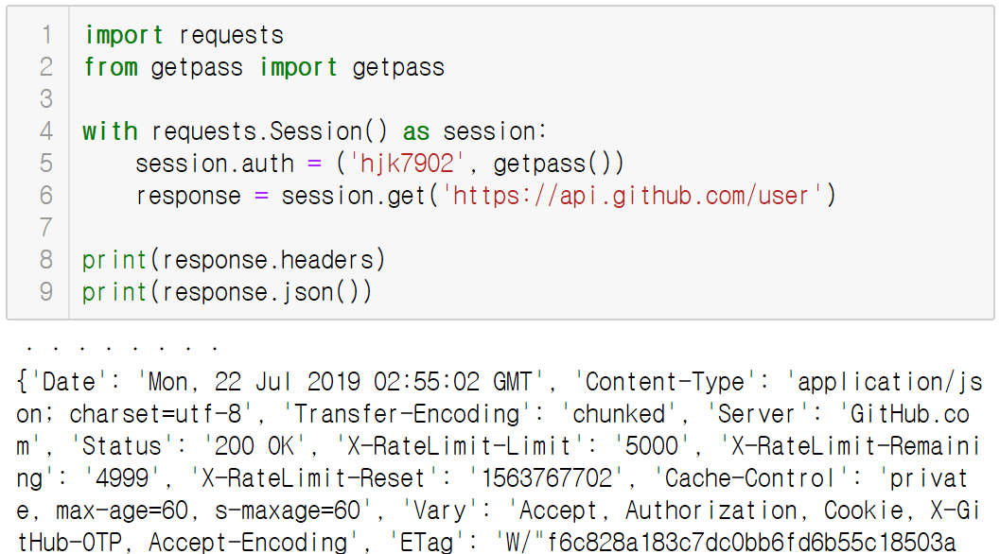 1 import requests
2 from getpass import getpass
3
4 with requests.Session() as session:
5     session.auth = ('hjk7902', getpass())
6     response = session.get('https://api.github.com/user')
7
8 print(response.headers)
9 print(response.json())
........
{'Date': 'Mon, 22 Jul 2019 02:55:02 GMT', 'Content-Type': 'application/js
on; charset=utf-8', 'Transfer-Encoding': 'chunked', 'Server': 'GitHub.co
m', 'Status': '200 OK', 'X-RateLimit-Limit': '5000', 'X-RateLimit-Remaini
ng': '4999', 'X-RateLimit-Reset': '1563767702', 'Cache-Control': 'privat
e, max-age=60, s-maxage=60', 'Vary': 'Accept, Authorization, Cookie, X-Gi
tHub-OTP, Accept-Encoding', 'ETag': 'W/"f6c828a183c7dc0bb6fd6b55c18503a